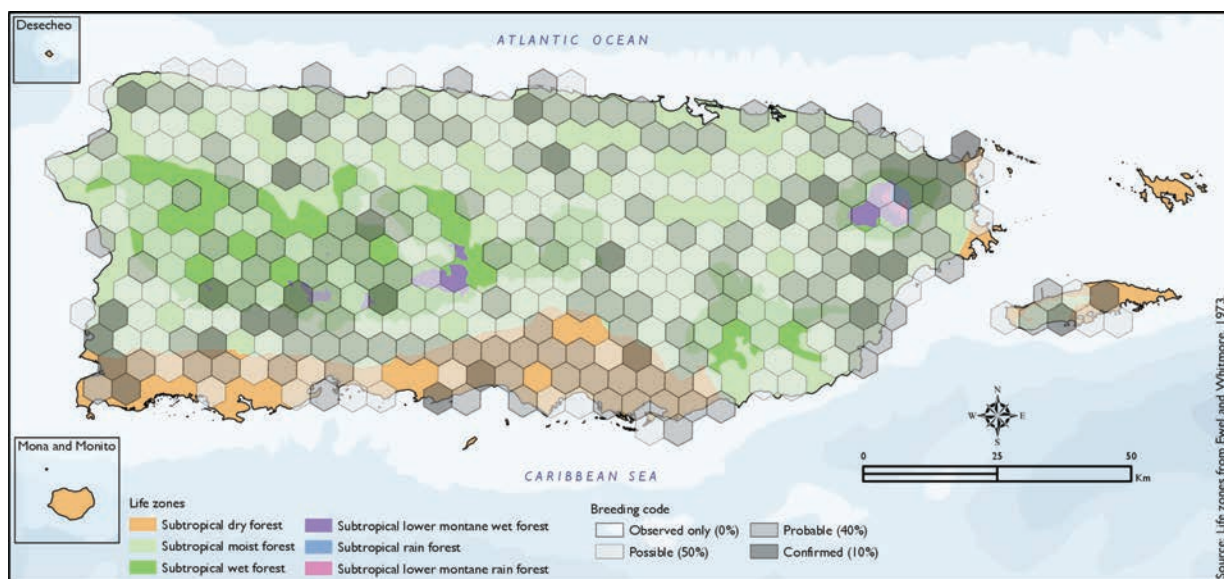 Desecheo
ATLANTIC OCEAN
N
W E
S
0 25 50
Km
Mona and Monito
CARIBBEAN SEA
Life zones
Subtropical dry forest
Subtropical moist forest
Subtropical wet forest
Subtropical lower montane wet forest
Subtropical rain forest
Subtropical lower montane rain forest
Breeding code
Observed only (0%)
Possible (50%)
Probable (40%)
Confirmed (10%)
Source: Life zones from Ewel and Whitmore 1973.